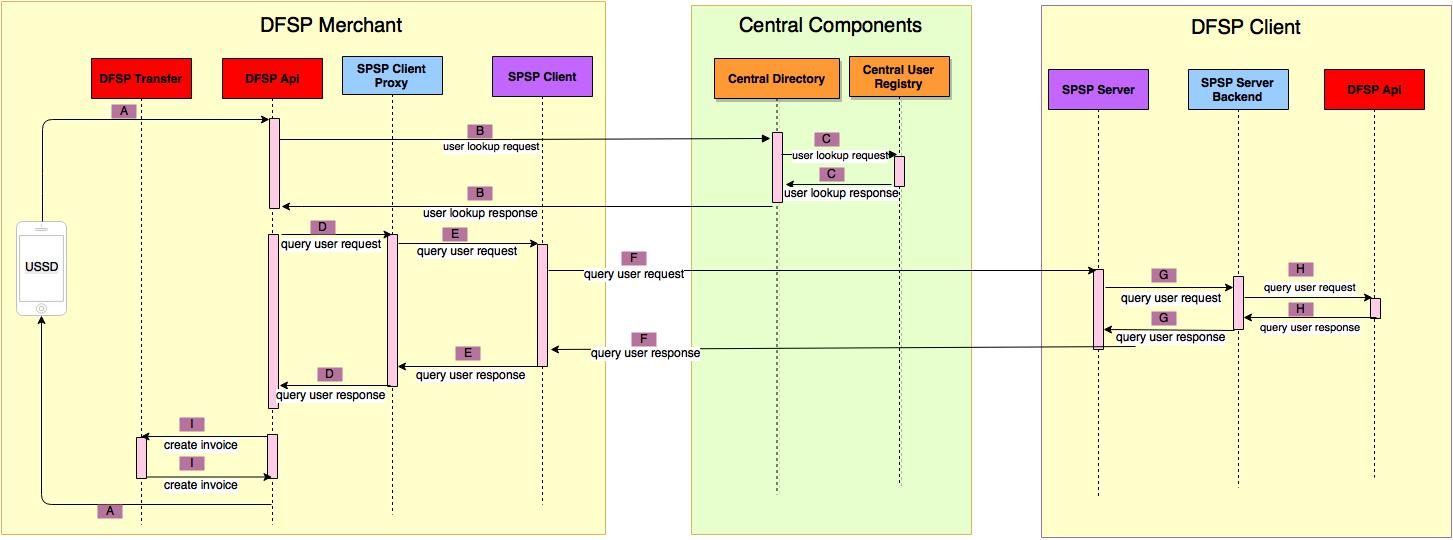 DFSP Merchant
Central Components
DFSP Client
DFSP Transfer
DFSP Api
SPSP Client
Proxy
SPSP Client
Central Directory
Central User
Registry
SPSP Server
SPSP Server
Backend
DFSP Api
A
B
user lookup request
C
user lookup request
C
user lookup response
B
user lookup response
D
query user request
E
query user request
F
query user request
G
query user request
H
query user request
H
query user response
G
query user response
F
query user response
E
query user response
D
query user response
USSD
I
create invoice
I
create invoice
A